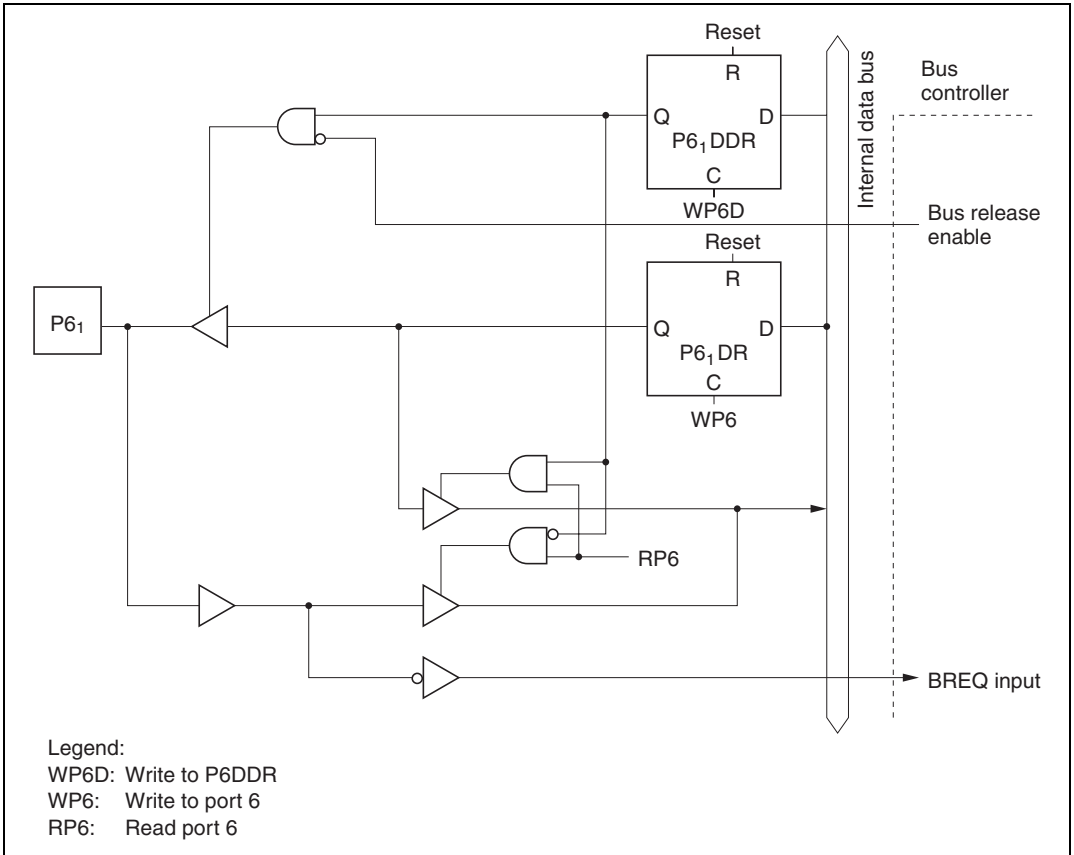 Reset
R
Q
D
P6₁DDR
C
WP6D
Internal data bus
Bus
controller
Bus release
enable
Reset
R
P6₁
Q
D
P6₁DR
C
WP6
RP6
BREQ input
Legend:
WP6D: Write to P6DDR
WP6: Write to port 6
RP6: Read port 6